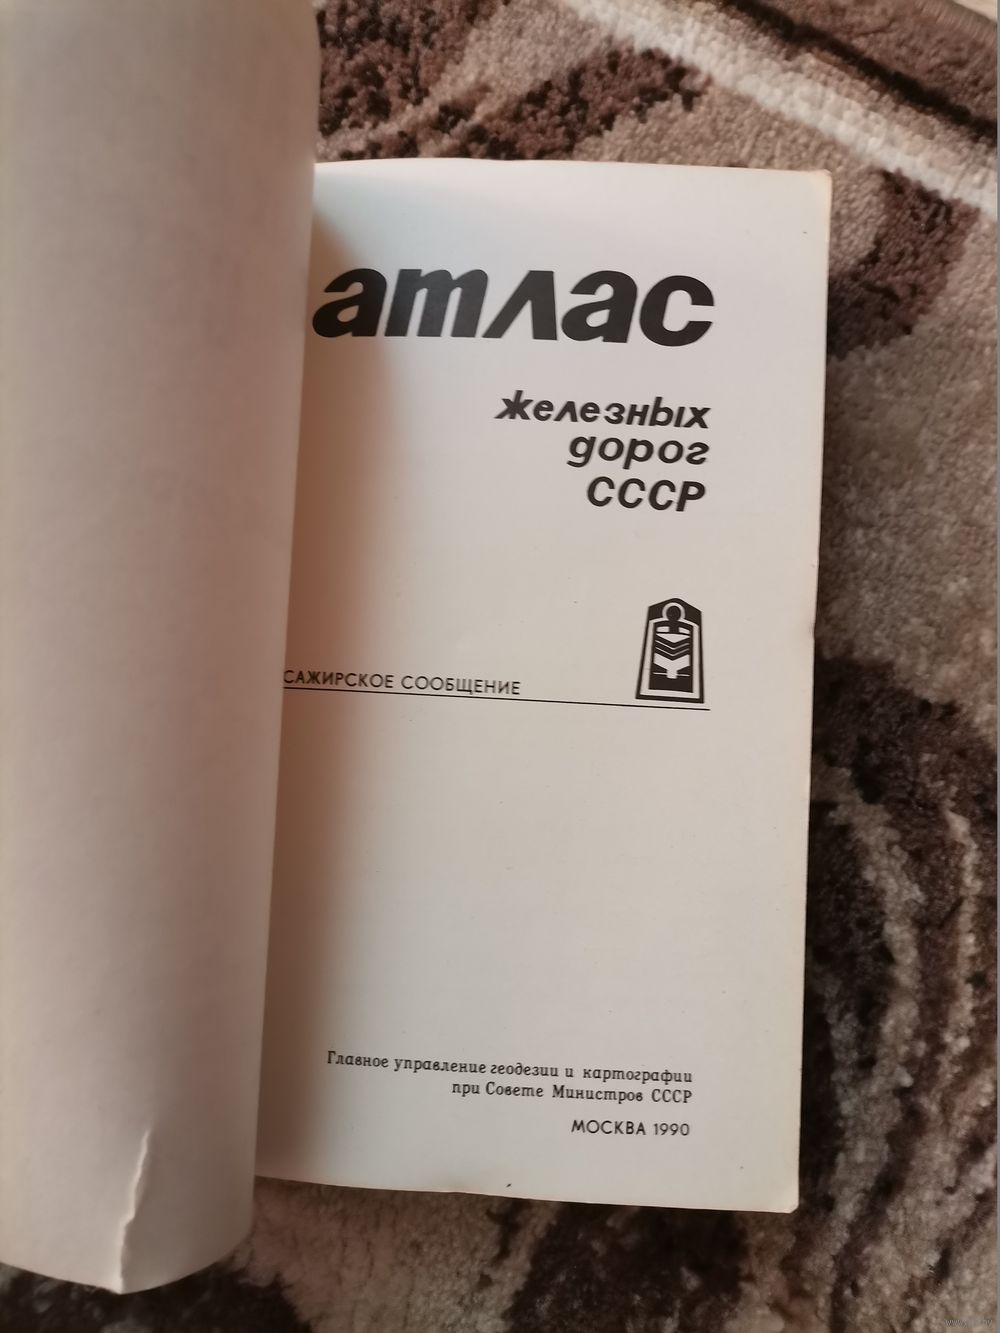 атлас
железных
дорог
СССР
САЖИРСКОЕ СООБЩЕНИЕ
Главное управление геодезии и картографии
при Совете Министров СССР
МОСКВА 1990